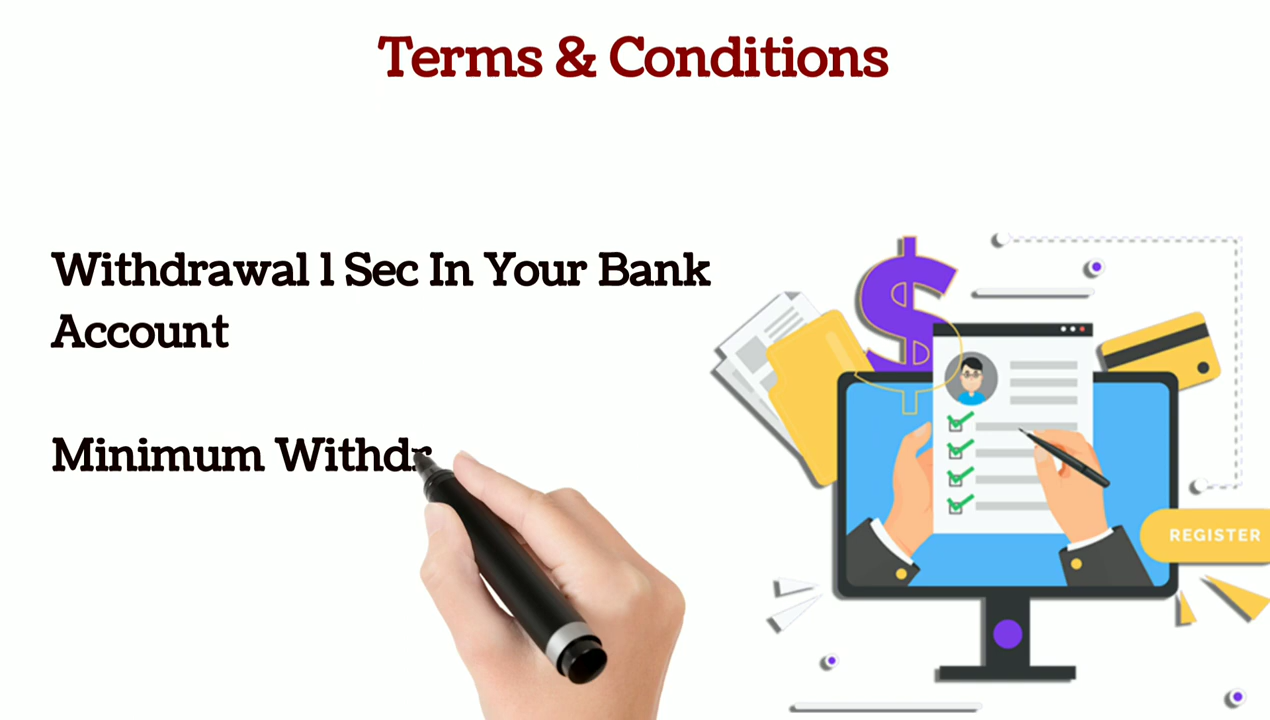 Terms & Conditions
Withdrawal 1 Sec In Your Bank
Account
Minimum Withdr
REGISTER